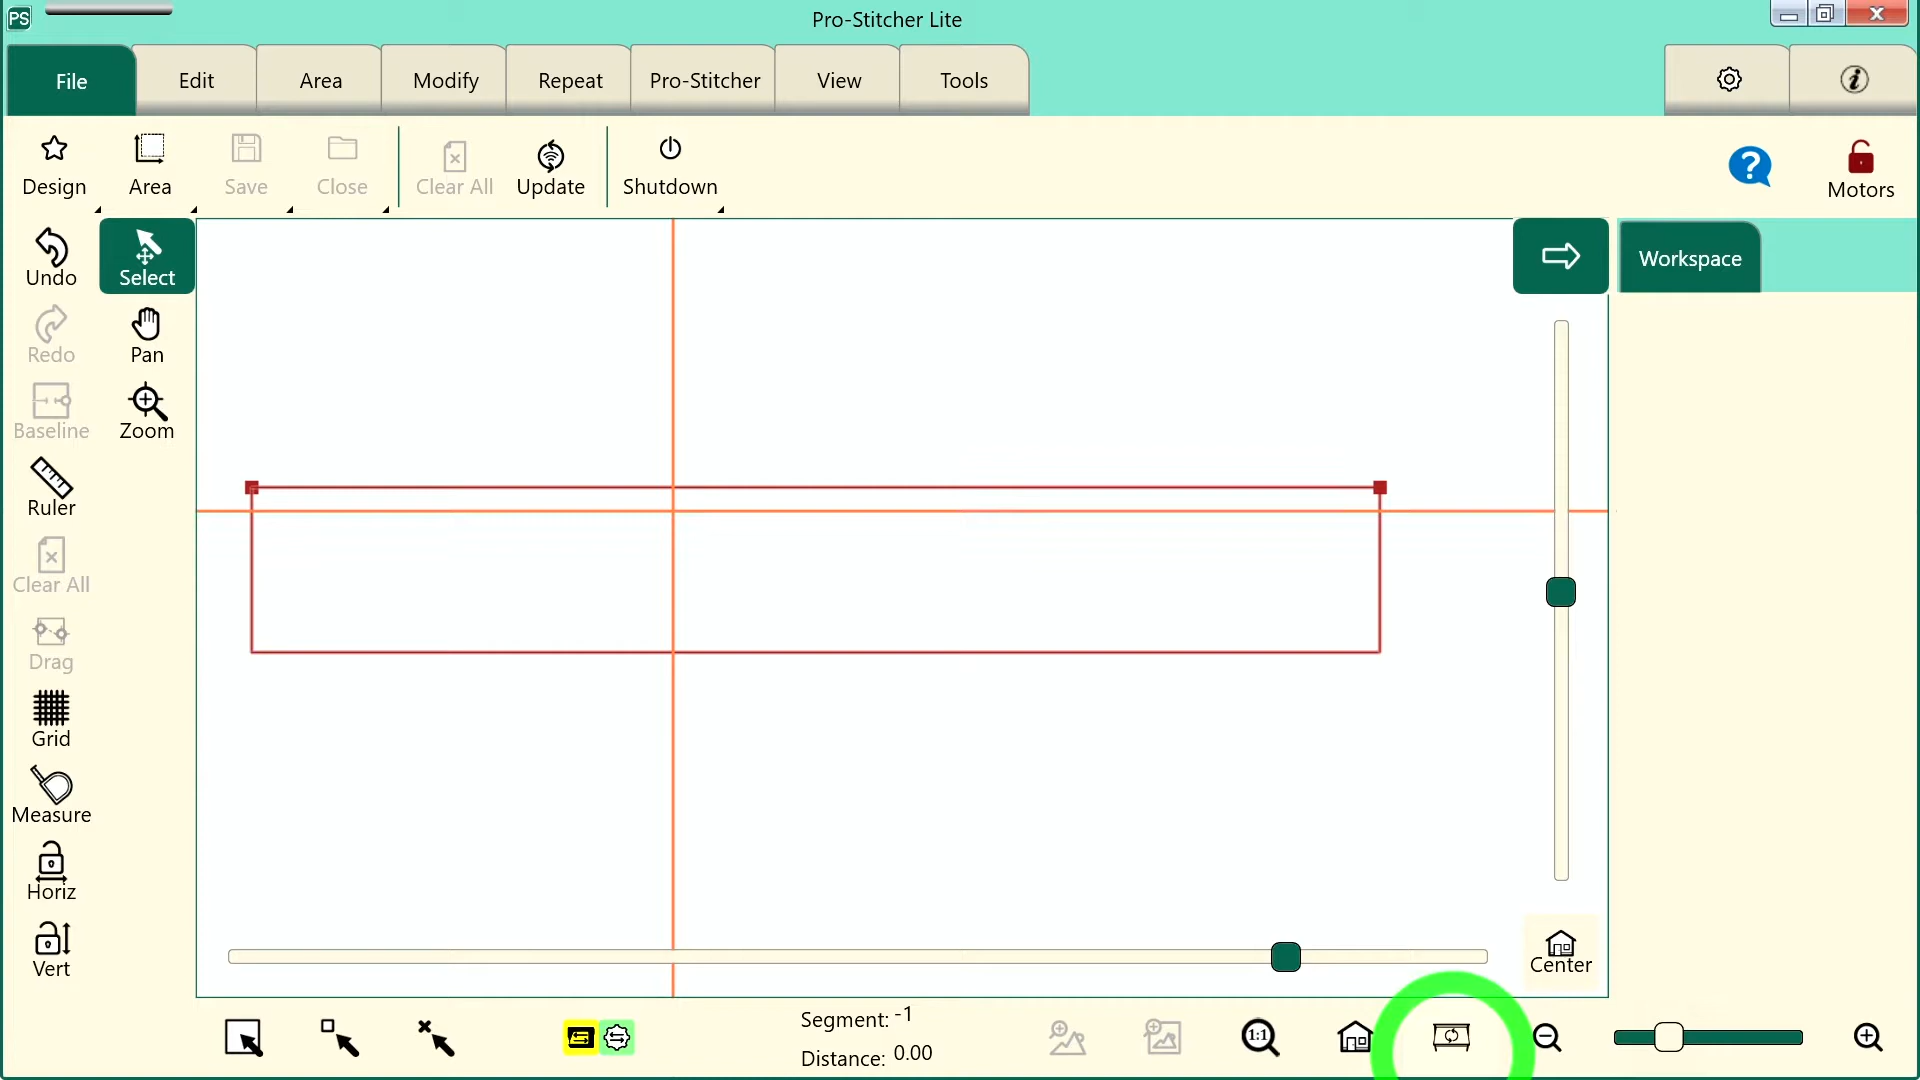 PS
Pro-Stitcher Lite
File
Edit
Area
Modify
Repeat
Pro-Stitcher
View
Tools
Design
Area
Save
Close
Clear All
Update
Shutdown
?
Motors
Undo
Select
Workspace
Redo
Pan
Baseline
Zoom
Ruler
Clear All
Drag
Grid
Measure
Horiz
Vert
Center
Segment: -1
Distance: 0.00
1:1